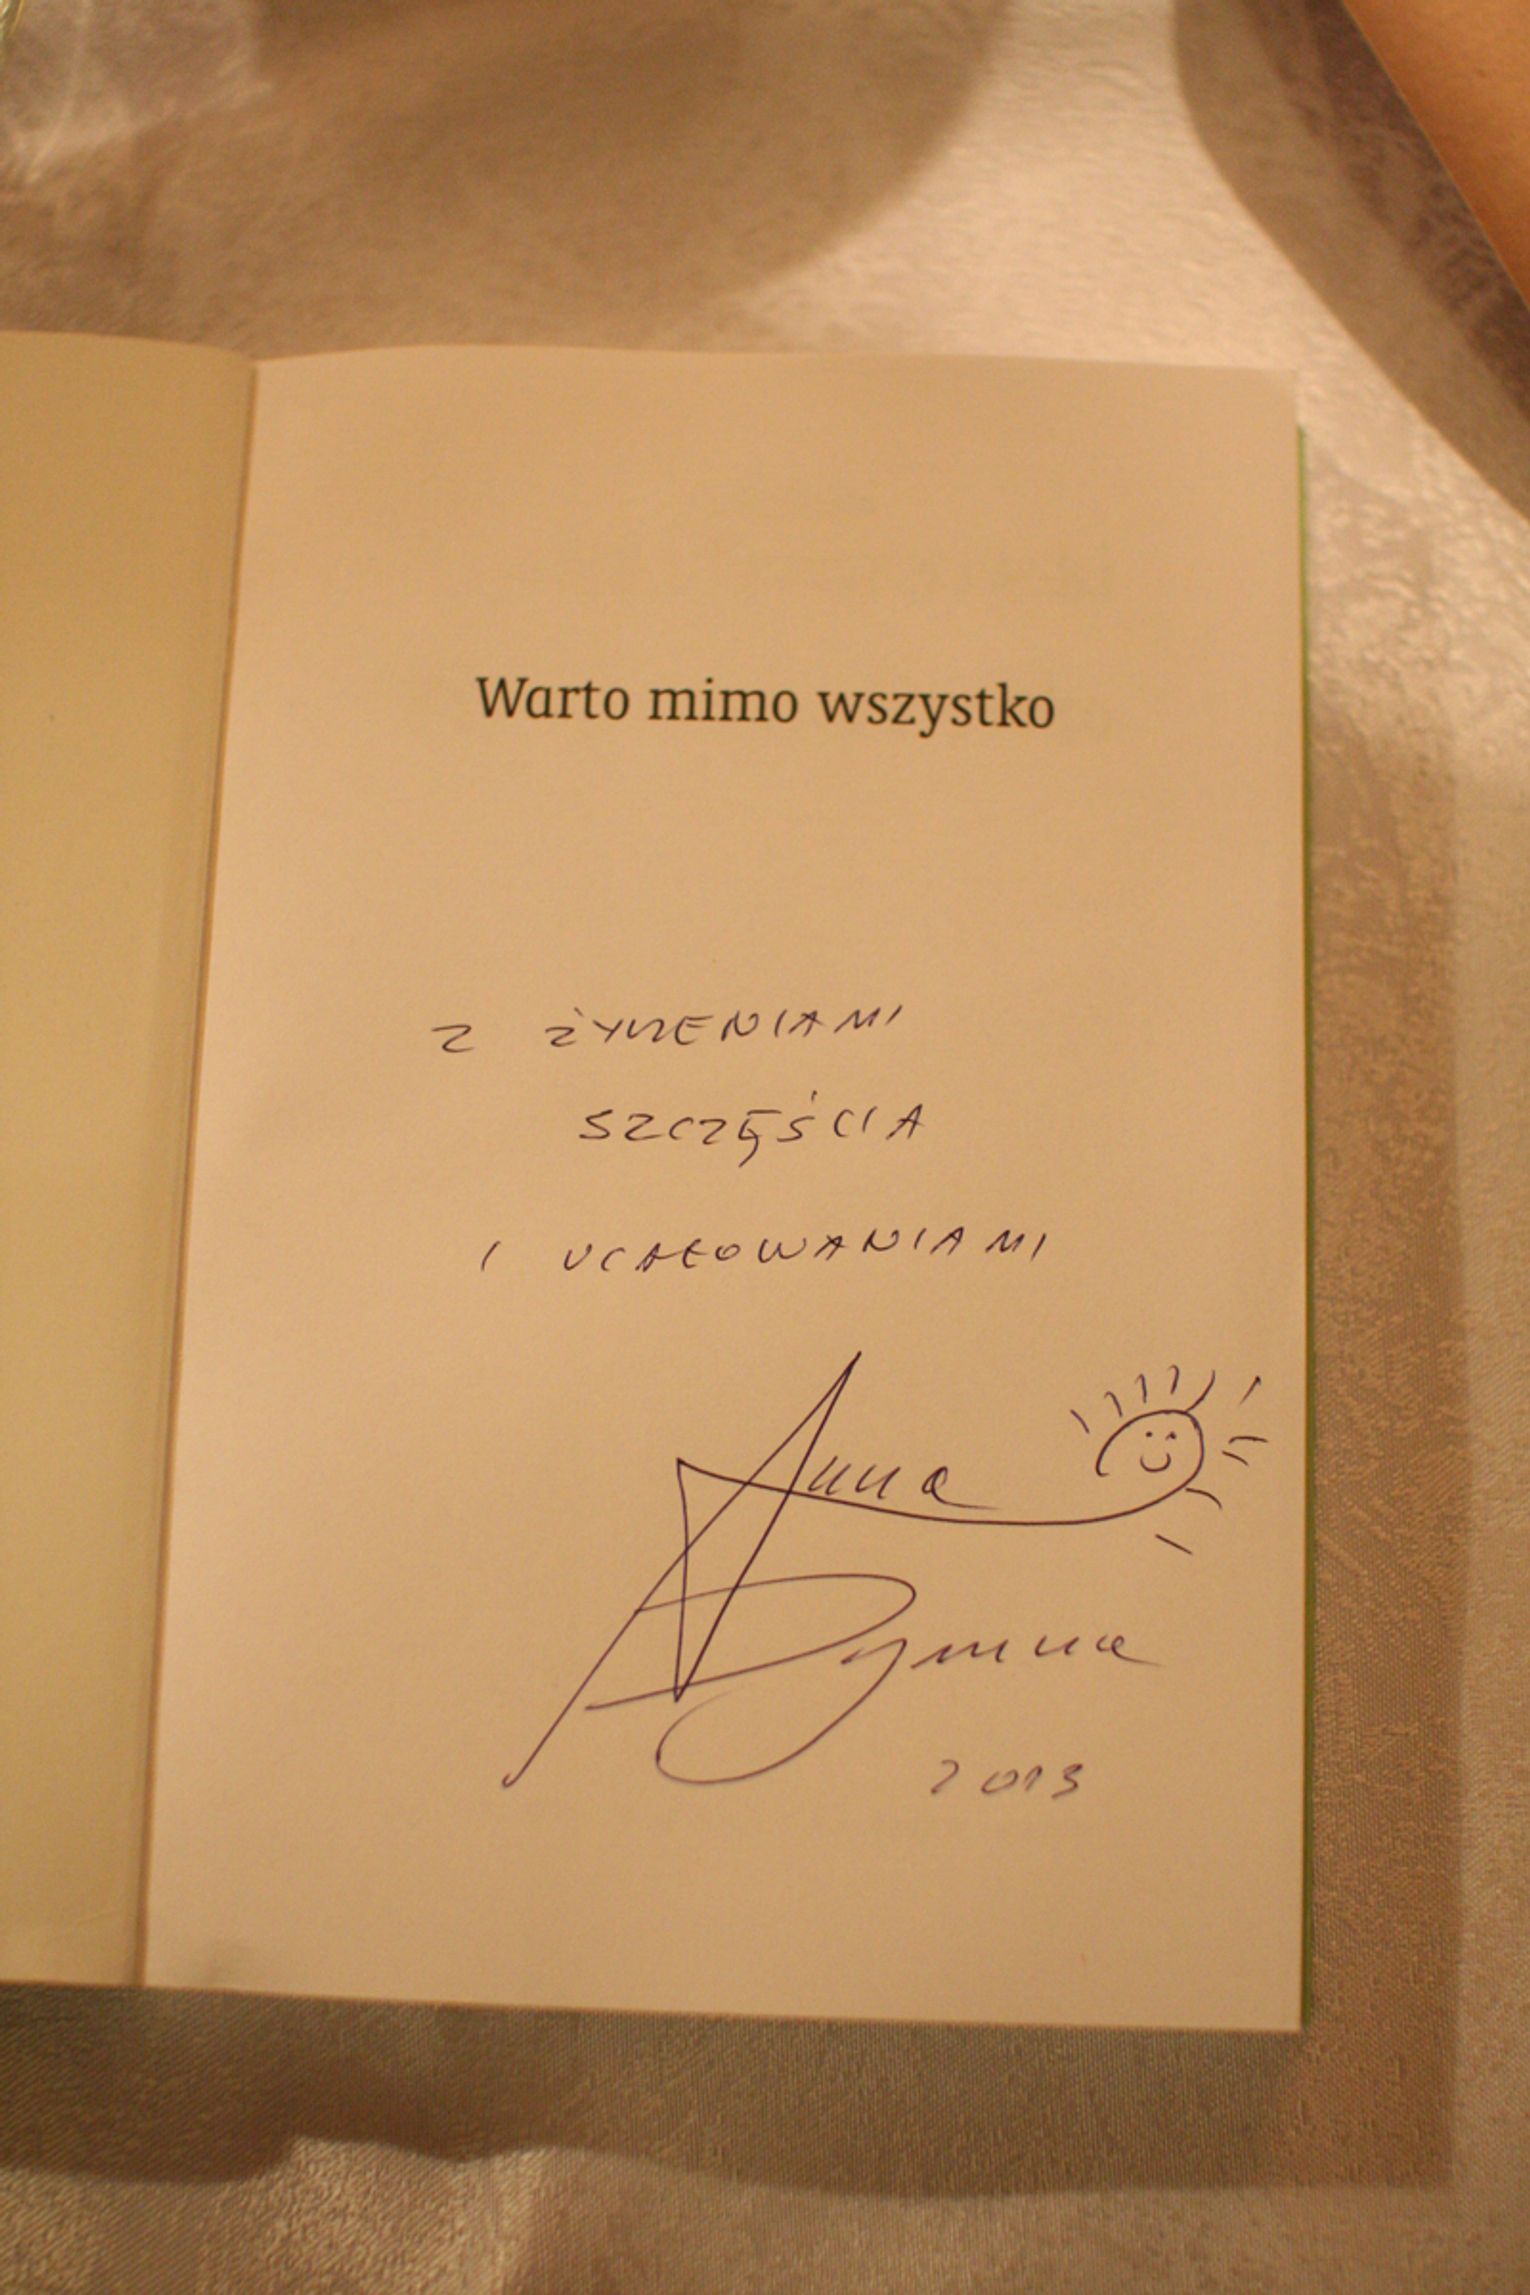 Warto mimo wszystko
Z ŻYCZENIAMI
SZCZĘŚCIA
I UCAŁOWANIAMI
Anna
Dymna
2013